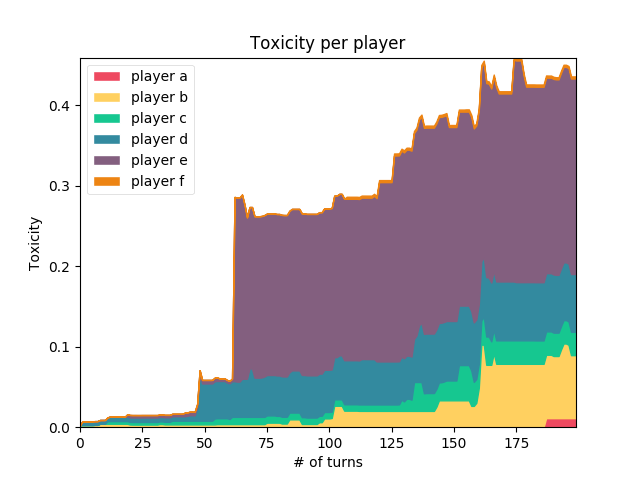 Toxicity per player
player a
player b
player c
player d
player e
player f
Toxicity
0.4
0.3
0.2
0.1
0.0
0 25 50 75 100 125 150 175
# of turns